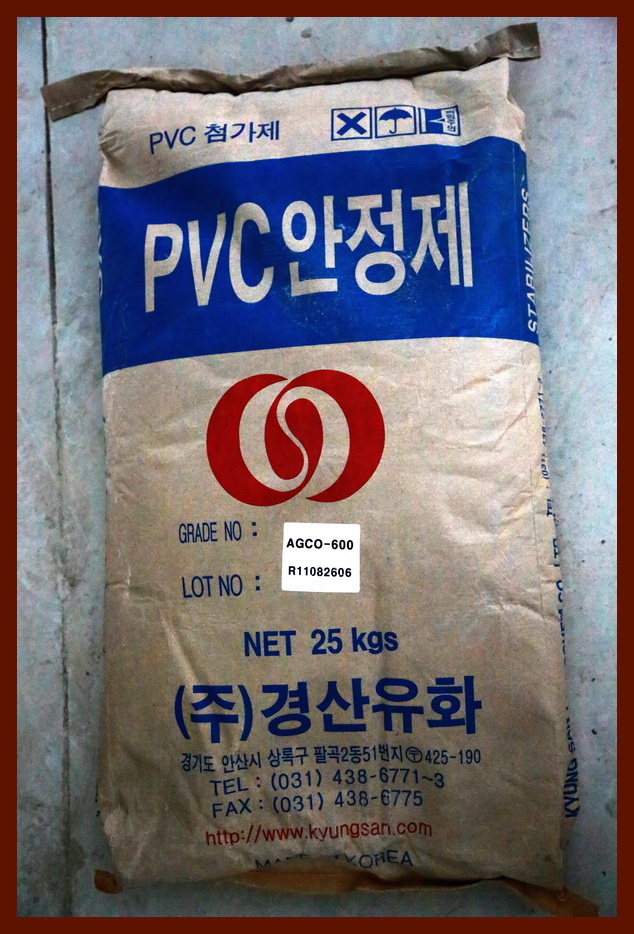 PVC 첨가제
PVC안정제
STABILIZERS
GRADE NO :
AGCO-600
LOT NO :
R11082606
NET 25 kgs
(주)경산유화
경기도 안산시 상록구 팔곡2동51번지〶425-190
TEL : (031) 438-6771~3
FAX : (031) 438-6775
http://www.kyungsan.com
KOREA
KYUNG SAN